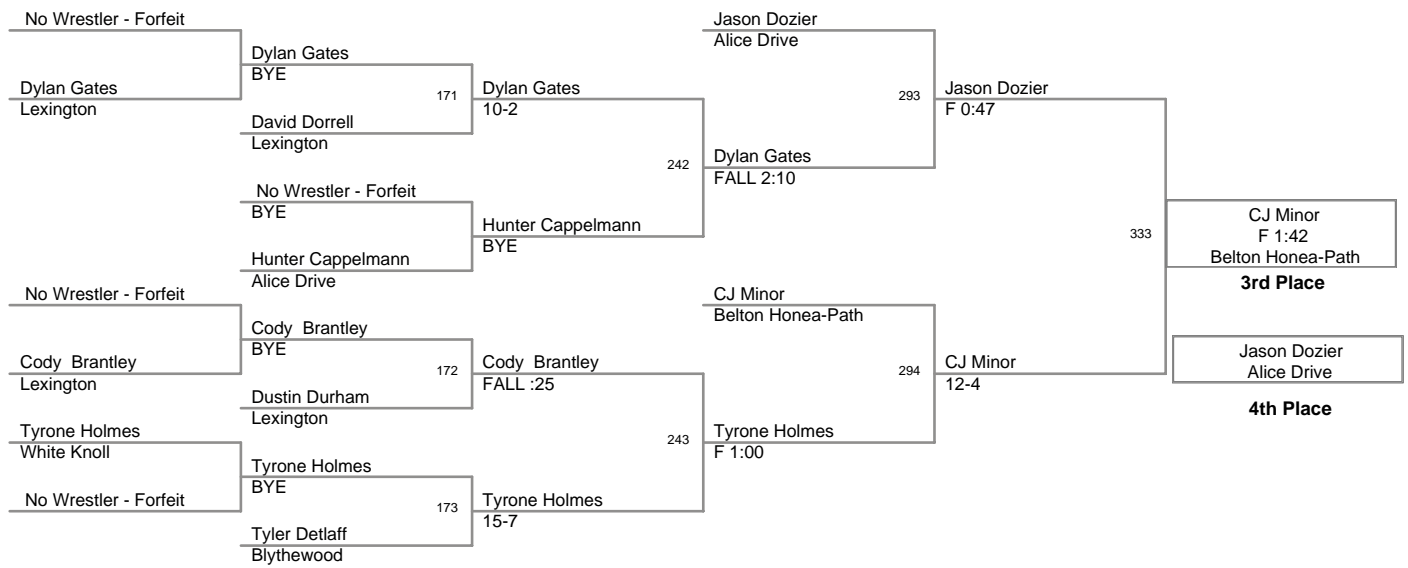 No Wrestler - Forfeit
Dylan Gates
Lexington
Dylan Gates
BYE
David Dorrell
Lexington
171
Dylan Gates
10-2
No Wrestler - Forfeit
BYE
Hunter Cappelmann
Alice Drive
Hunter Cappelmann
BYE
242
Dylan Gates
FALL 2:10
Jason Dozier
Alice Drive
293
Jason Dozier
F 0:47
No Wrestler - Forfeit
Cody Brantley
Lexington
Cody Brantley
BYE
Dustin Durham
Lexington
172
Cody Brantley
FALL :25
Tyrone Holmes
White Knoll
No Wrestler - Forfeit
Tyrone Holmes
BYE
Tyler Detlaff
Blythewood
173
Tyrone Holmes
15-7
243
Tyrone Holmes
F 1:00
CJ Minor
Belton Honea-Path
294
CJ Minor
12-4
333
CJ Minor
F 1:42
Belton Honea-Path
3rd Place
Jason Dozier
Alice Drive
4th Place